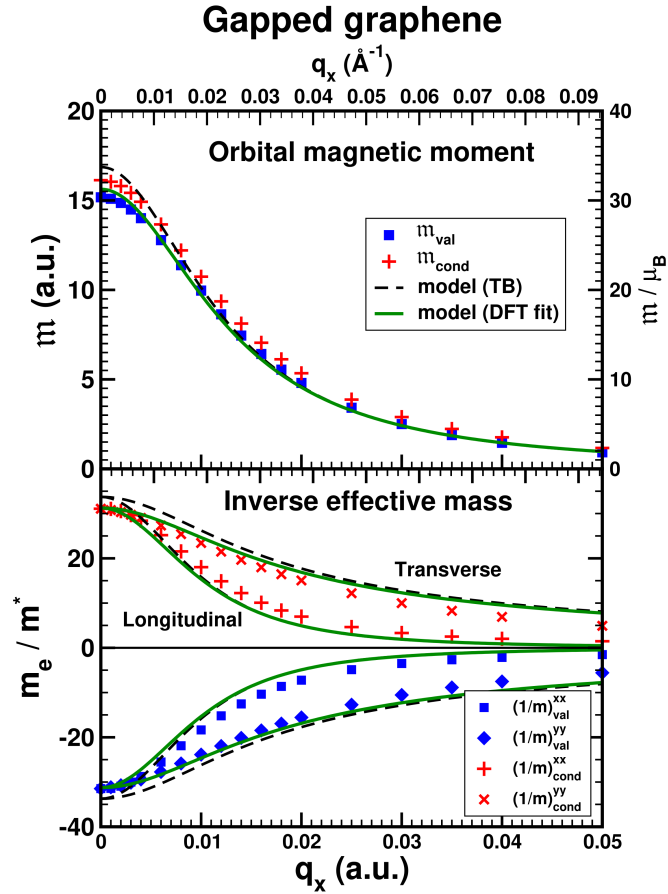 Gapped graphene
qₓ (Å⁻¹)
0 0.01 0.02 0.03 0.04 0.05 0.06 0.07 0.08 0.09
20 40
Orbital magnetic moment
15 30
m_val
m_cond
model (TB)
model (DFT fit)
m (a.u.)
m / μ_B
10 20
5 10
0 0
Inverse effective mass
20
Transverse
Longitudinal
0
mₑ / m*
-20
(1/m)^xx_val
(1/m)^yy_val
(1/m)^xx_cond
(1/m)^yy_cond
-40
0 0.01 0.02 0.03 0.04 0.05
qₓ (a.u.)